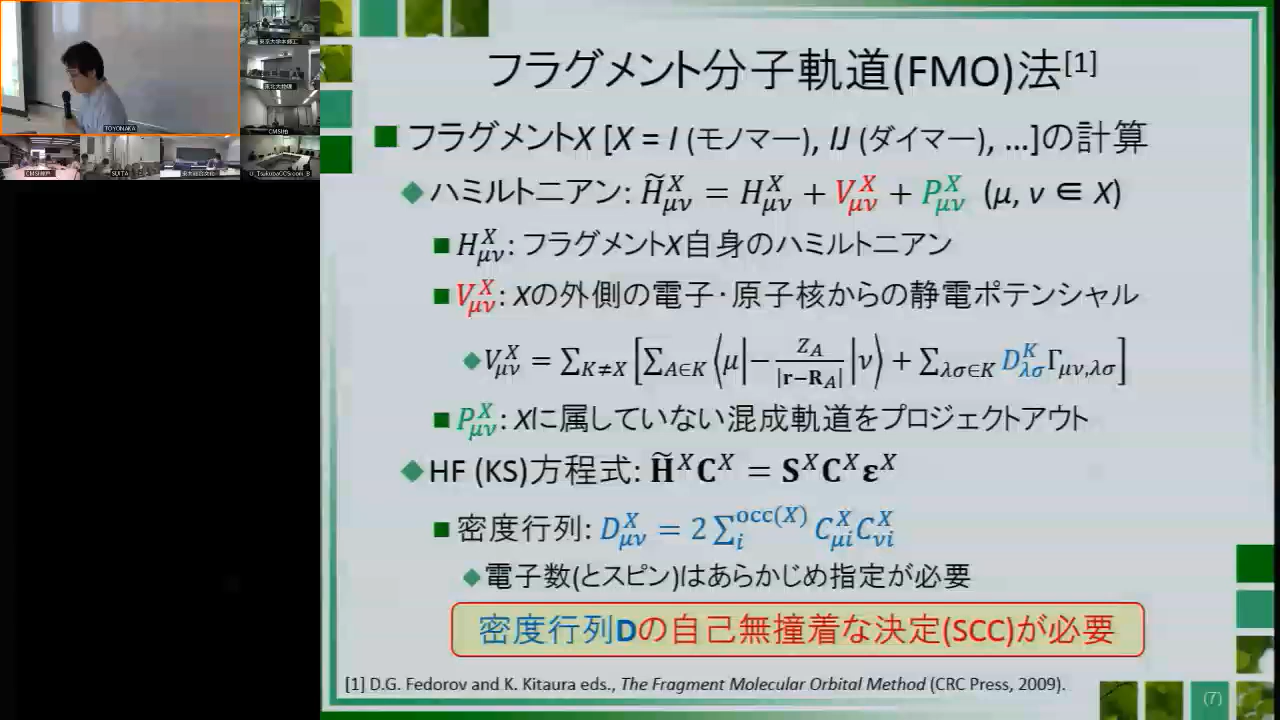 フラグメント分子軌道(FMO)法[1]
フラグメントX [X = I (モノマー), IJ (ダイマー), …]の計算
ハミルトニアン: H̃^X_μν = H^X_μν + V^X_μν + P^X_μν (μ, ν ∈ X)
H^X_μν: フラグメントX自身のハミルトニアン
V^X_μν: Xの外側の電子・原子核からの静電ポテンシャル
V^X_μν = ∑_K≠X [∑_A∈K ⟨μ|− Z_A / |r−R_A| |ν⟩ + ∑_λσ∈K D^K_λσ Γ_μν,λσ]
P^X_μν: Xに属していない混成軌道をプロジェクトアウト
HF (KS)方程式: H̃^X C^X = S^X C^X ε^X
密度行列: D^X_μν = 2 ∑_i^occ(X) C^X_μi C^X_νi
電子数(とスピン)はあらかじめ指定が必要
密度行列Dの自己無撞着な決定(SCC)が必要
[1] D.G. Fedorov and K. Kitaura eds., The Fragment Molecular Orbital Method (CRC Press, 2009).
(7)
TOYONAKA
SUITA